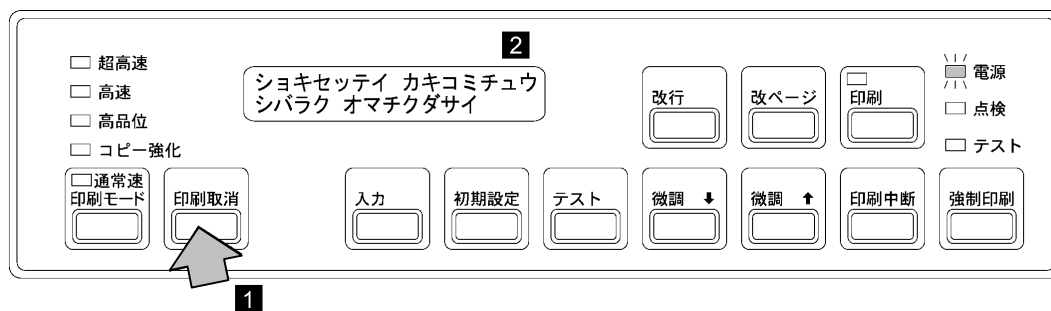 2
超高速
高速
高品位
コピー強化
ショキセッテイ カキコミチュウ
シバラク オマチクダサイ
改行
改ページ
印刷
電源
点検
テスト
通常速
印刷モード
印刷取消
入力
初期設定
テスト
微調 ⬇
微調 ⬆
印刷中断
強制印刷
1